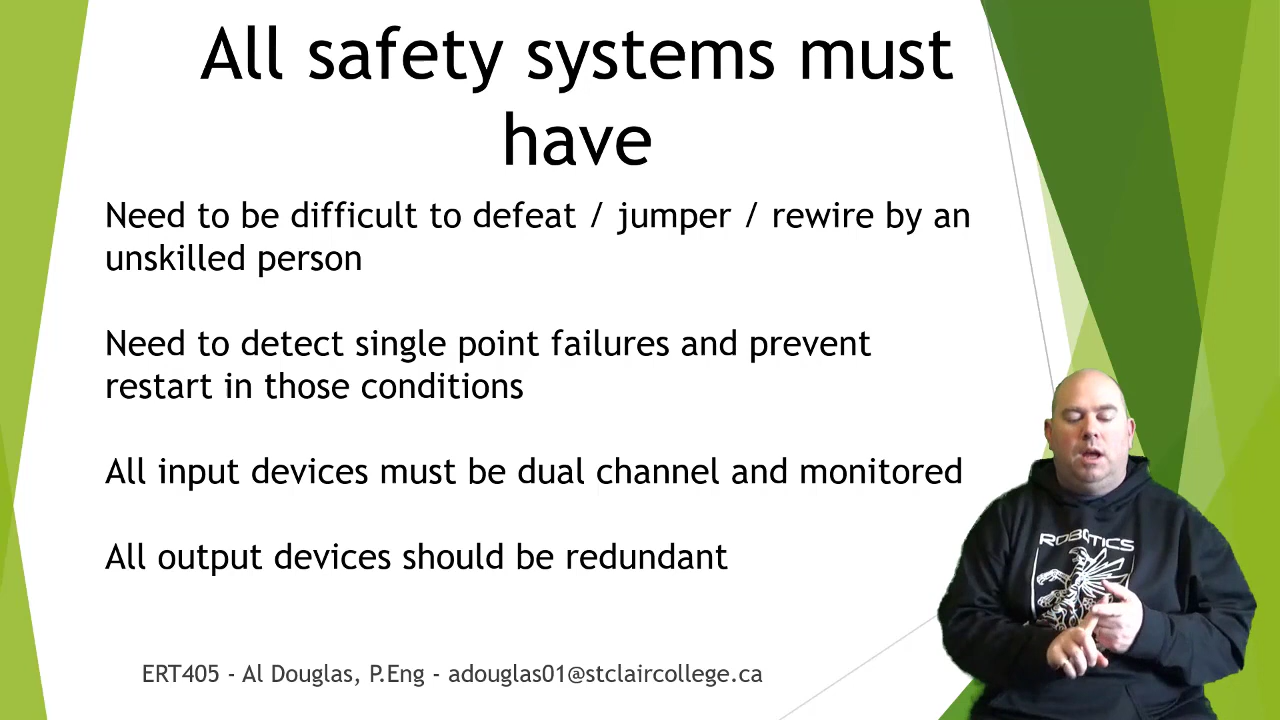 All safety systems must
have
Need to be difficult to defeat / jumper / rewire by an
unskilled person
Need to detect single point failures and prevent
restart in those conditions
All input devices must be dual channel and monitored
All output devices should be redundant
ROBOTICS
ERT405 - Al Douglas, P.Eng - adouglas01@stclaircollege.ca